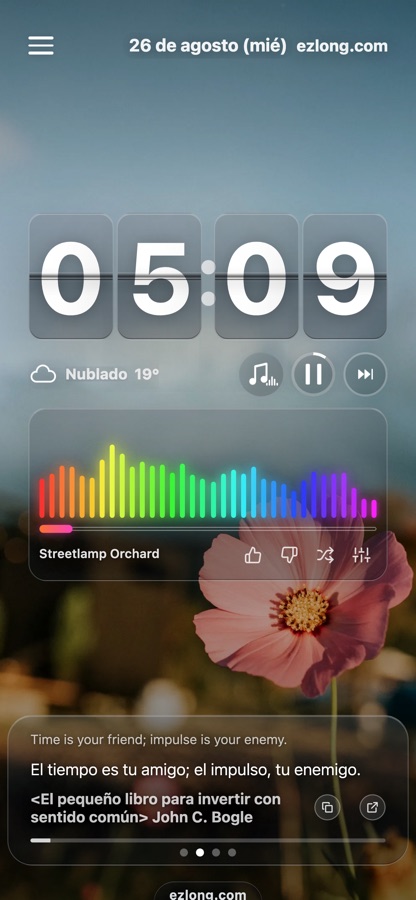 26 de agosto (mié) ezlong.com
05:09
Nublado 19°
Streetlamp Orchard
Time is your friend; impulse is your enemy.
El tiempo es tu amigo; el impulso, tu enemigo.
<El pequeño libro para invertir con
sentido común> John C. Bogle
ezlong.com